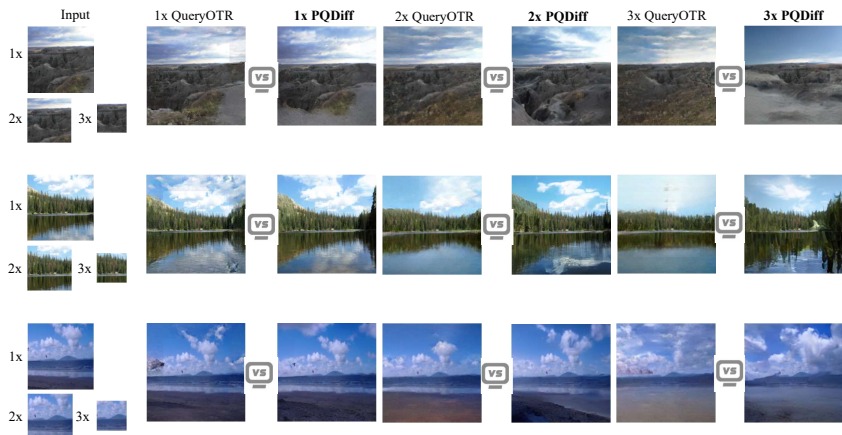 Input 1x QueryOTR 1x PQDiff 2x QueryOTR 2x PQDiff 3x QueryOTR 3x PQDiff
1x
VS VS VS
2x 3x
1x
VS VS VS
2x 3x
1x
VS VS VS
2x 3x